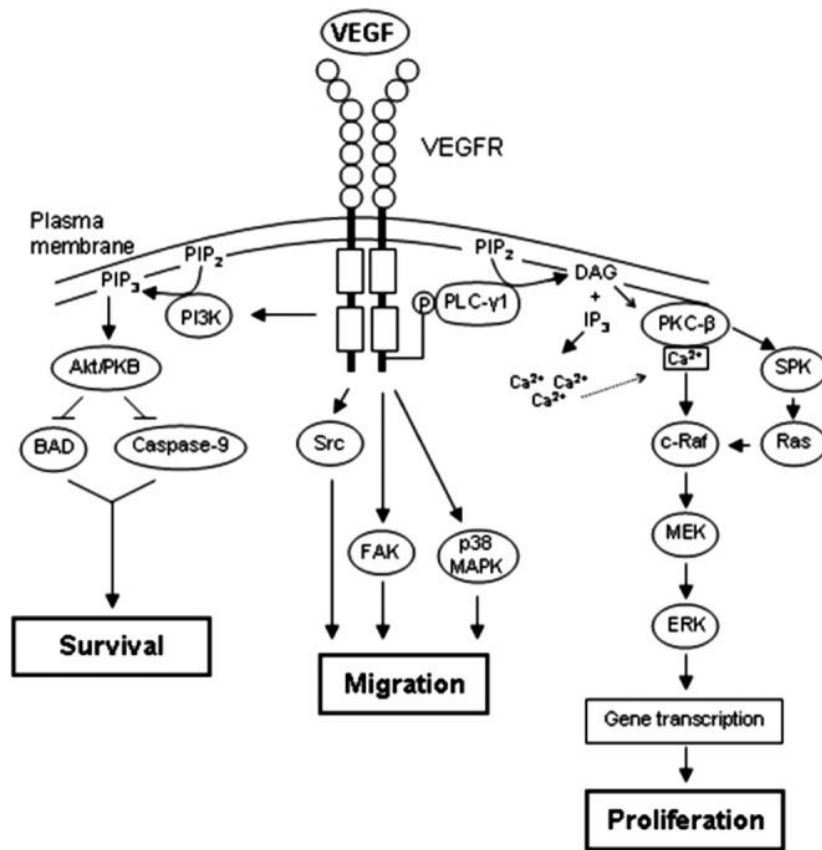 VEGF
VEGFR
Plasma
membrane
PIP₂
PIP₃
PI3K
Akt/PKB
BAD
Caspase-9
Survival
P
PLC-γ1
PIP₂
DAG
+
IP₃
Ca²⁺ Ca²⁺
Ca²⁺
PKC-β
Ca²⁺
SPK
Ras
c-Raf
MEK
ERK
Gene transcription
Proliferation
Src
FAK
p38
MAPK
Migration